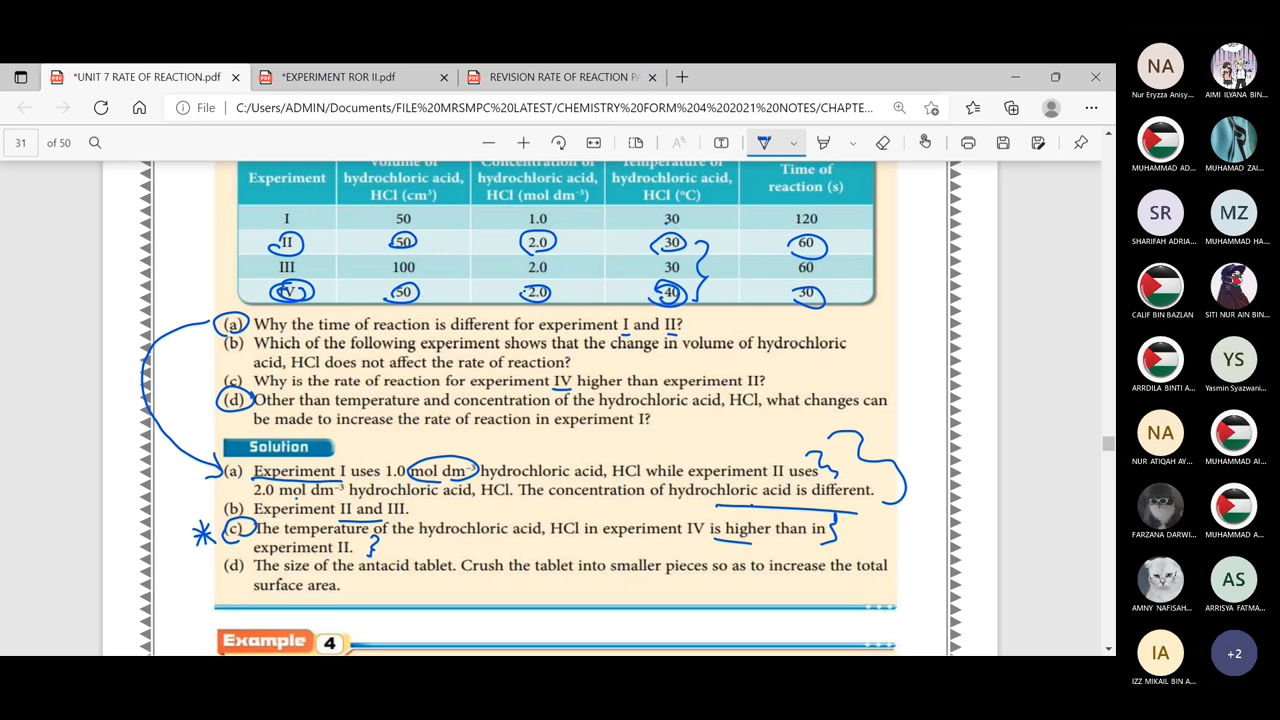 *UNIT 7 RATE OF REACTION.pdf
*EXPERIMENT ROR II.pdf
REVISION RATE OF REACTION PA
File C:/Users/ADMIN/Documents/FILE%20MRSMPC%20LATEST/CHEMISTRY%20FORM%204%202021%20NOTES/CHAPTE...
31 of 50
Experiment Volume of hydrochloric acid, HCl (cm³) Concentration of hydrochloric acid, HCl (mol dm⁻³) Temperature of hydrochloric acid, HCl (°C) Time of reaction (s)
I 50 1.0 30 120
II 50 2.0 30 60
III 100 2.0 30 60
IV 50 2.0 40 30
(a) Why the time of reaction is different for experiment I and II?
(b) Which of the following experiment shows that the change in volume of hydrochloric
acid, HCl does not affect the rate of reaction?
(c) Why is the rate of reaction for experiment IV higher than experiment II?
(d) Other than temperature and concentration of the hydrochloric acid, HCl, what changes can
be made to increase the rate of reaction in experiment I?
Solution
(a) Experiment I uses 1.0 mol dm⁻³ hydrochloric acid, HCl while experiment II uses
2.0 mol dm⁻³ hydrochloric acid, HCl. The concentration of hydrochloric acid is different.
(b) Experiment II and III.
(c) The temperature of the hydrochloric acid, HCl in experiment IV is higher than in
experiment II.
(d) The size of the antacid tablet. Crush the tablet into smaller pieces so as to increase the total
surface area.
Example 4
NA
Nur Eryzza Anisy...
AIMI ILYANA BIN...
MUHAMMAD AD...
MUHAMAD ZAI...
SR
SHARIFAH ADRIA...
MZ
MUHAMMAD HA...
CALIF BIN BAZLAN
SITI NUR AIN BIN...
ARRDILA BINTI A...
YS
Yasmin Syazwani...
NA
NUR ATIQAH AY...
MUHAMMAD AI...
FARZANA DARWI...
MUHAMMAD A...
AMNY NAFISAH...
AS
ARRISYA FATMA...
IA
IZZ MIKAIL BIN A...
+2